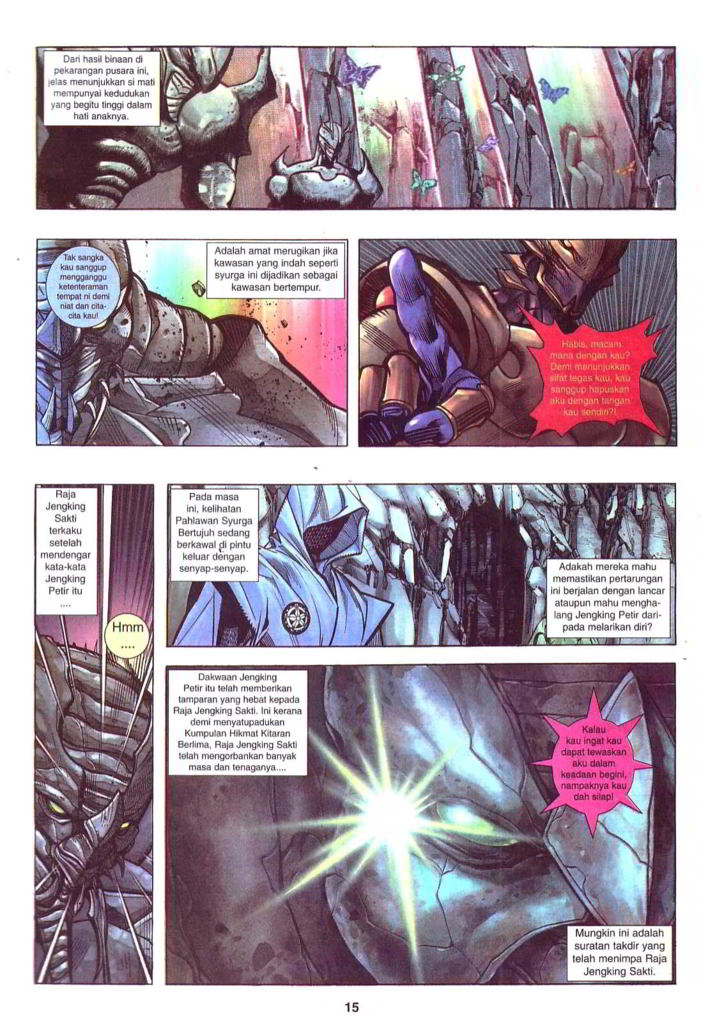 Dari hasil binaan di
pekarangan pusara ini,
jelas menunjukkan si mati
mempunyai kedudukan
yang begitu tinggi dalam
hati anaknya.
Tak sangka
kau sanggup
mengganggu
ketenteraman
tempat ni demi
niat dan cita-
cita kau!
Adalah amat merugikan jika
kawasan yang indah seperti
syurga ini dijadikan sebagai
kawasan bertempur.
Habis, macam
mana dengan kau?
Demi menunjukkan
sifat tegas kau, kau
sanggup hapuskan
aku dengan tangan
kau sendiri?!
Raja
Jengking
Sakti
terkaku
setelah
mendengar
kata-kata
Jengking
Petir itu
....
Hmm
....
Pada masa
ini, kelihatan
Pahlawan Syurga
Bertujuh sedang
berkawal di pintu
keluar dengan
senyap-senyap.
Adakah mereka mahu
memastikan pertarungan
ini berjalan dengan lancar
ataupun mahu mengha-
lang Jengking Petir dari-
pada melarikan diri?
Dakwaan Jengking
Petir itu telah memberikan
tamparan yang hebat kepada
Raja Jengking Sakti. Ini kerana
demi menyatupadukan
Kumpulan Hikmat Kitaran
Berlima, Raja Jengking Sakti
telah mengorbankan banyak
masa dan tenaganya....
Kalau
kau ingat kau
dapat tewaskan
aku dalam
keadaan begini,
nampaknya kau
dah silap!
Mungkin ini adalah
suratan takdir yang
telah menimpa Raja
Jengking Sakti.
15